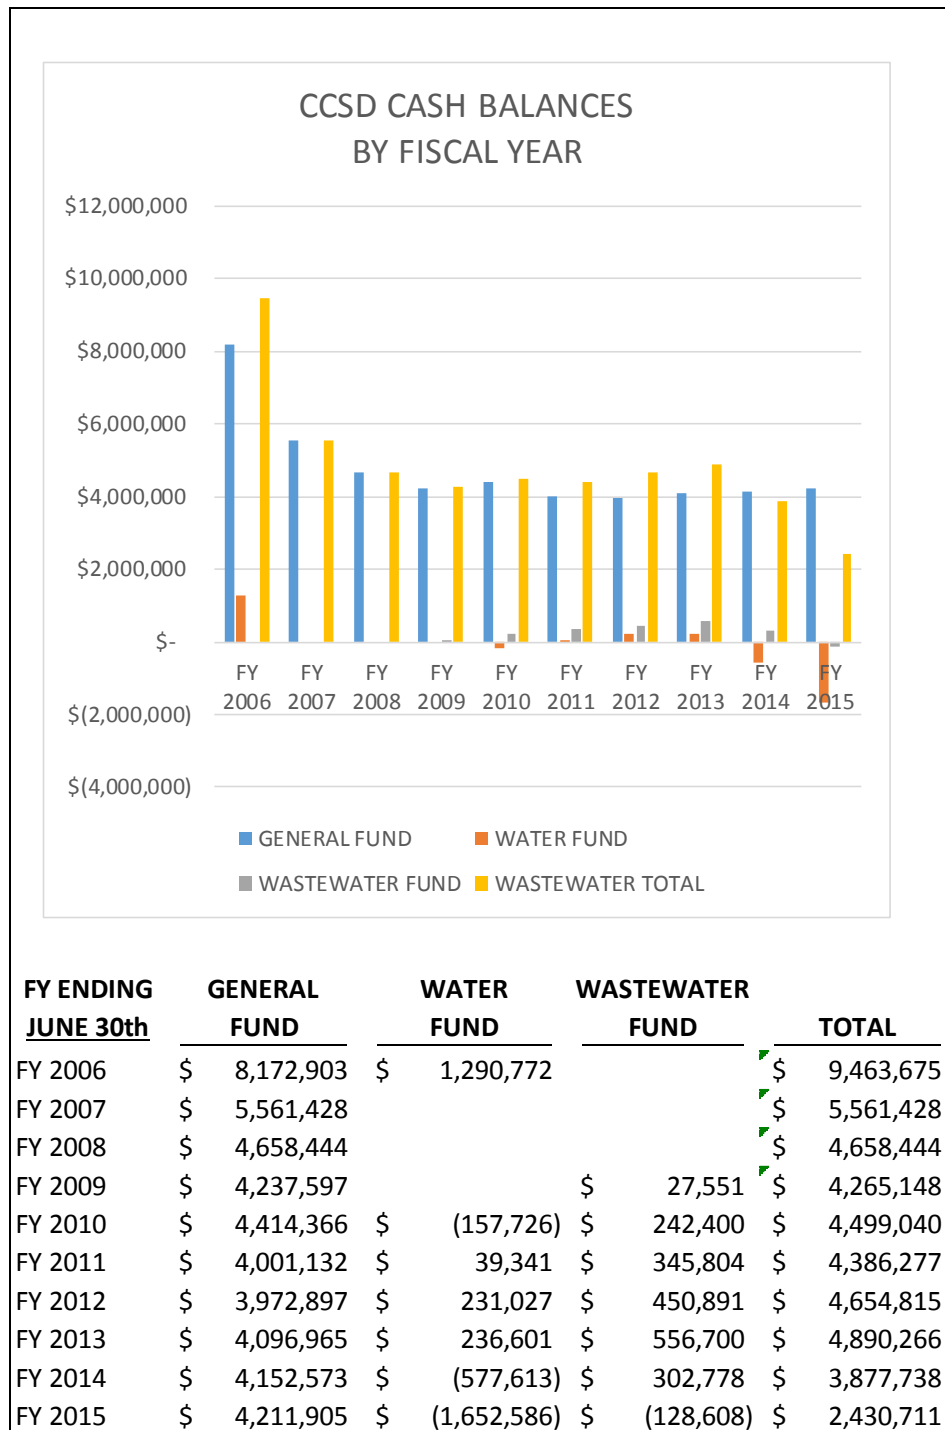 CCSD CASH BALANCES
BY FISCAL YEAR
$12,000,000
$10,000,000
$8,000,000
$6,000,000
$4,000,000
$2,000,000
$-
$(2,000,000)
$(4,000,000)
FY FY FY FY FY FY FY FY FY FY
2006 2007 2008 2009 2010 2011 2012 2013 2014 2015
GENERAL FUND WATER FUND
WASTEWATER FUND WASTEWATER TOTAL
FY ENDING GENERAL WATER WASTEWATER
JUNE 30th FUND FUND FUND TOTAL
FY 2006 $ 8,172,903 $ 1,290,772 $ 9,463,675
FY 2007 $ 5,561,428 $ 5,561,428
FY 2008 $ 4,658,444 $ 4,658,444
FY 2009 $ 4,237,597 $ 27,551 $ 4,265,148
FY 2010 $ 4,414,366 $ (157,726) $ 242,400 $ 4,499,040
FY 2011 $ 4,001,132 $ 39,341 $ 345,804 $ 4,386,277
FY 2012 $ 3,972,897 $ 231,027 $ 450,891 $ 4,654,815
FY 2013 $ 4,096,965 $ 236,601 $ 556,700 $ 4,890,266
FY 2014 $ 4,152,573 $ (577,613) $ 302,778 $ 3,877,738
FY 2015 $ 4,211,905 $ (1,652,586) $ (128,608) $ 2,430,711